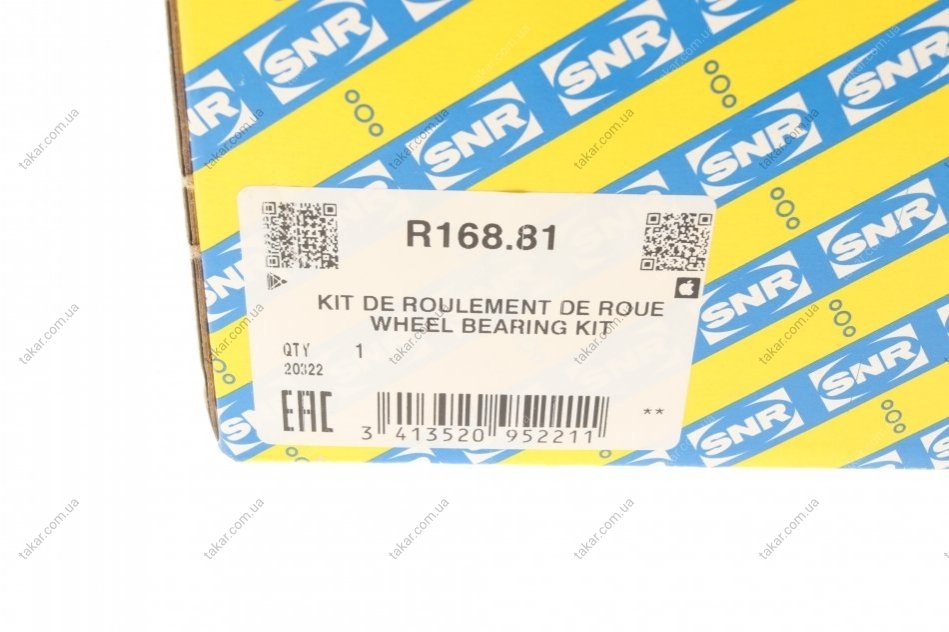 SNR
R168.81
KIT DE ROULEMENT DE ROUE
WHEEL BEARING KIT
QTY 1
20322
EAC
3 413520 952211
**
takar.com.ua